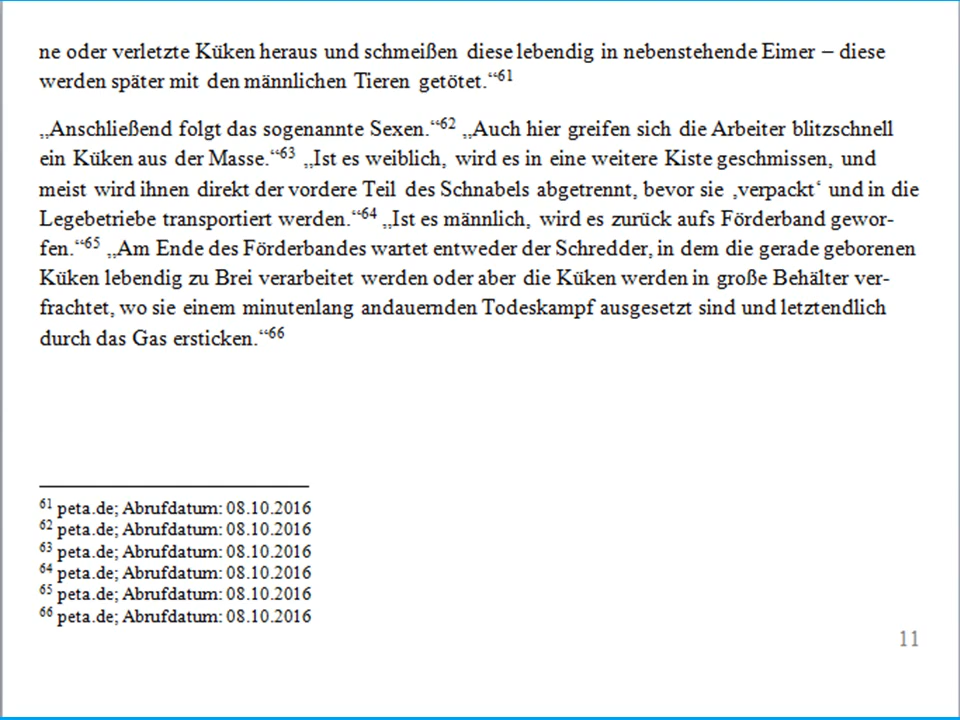 ne oder verletzte Küken heraus und schmeißen diese lebendig in nebenstehende Eimer – diese
werden später mit den männlichen Tieren getötet.“61
„Anschließend folgt das sogenannte Sexen.“62 „Auch hier greifen sich die Arbeiter blitzschnell
ein Küken aus der Masse.“63 „Ist es weiblich, wird es in eine weitere Kiste geschmissen, und
meist wird ihnen direkt der vordere Teil des Schnabels abgetrennt, bevor sie ‚verpackt‘ und in die
Legebetriebe transportiert werden.“64 „Ist es männlich, wird es zurück aufs Förderband gewor-
fen.“65 „Am Ende des Förderbandes wartet entweder der Schredder, in dem die gerade geborenen
Küken lebendig zu Brei verarbeitet werden oder aber die Küken werden in große Behälter ver-
frachtet, wo sie einem minutenlang andauernden Todeskampf ausgesetzt sind und letztendlich
durch das Gas ersticken.“66
61 peta.de; Abrufdatum: 08.10.2016
62 peta.de; Abrufdatum: 08.10.2016
63 peta.de; Abrufdatum: 08.10.2016
64 peta.de; Abrufdatum: 08.10.2016
65 peta.de; Abrufdatum: 08.10.2016
66 peta.de; Abrufdatum: 08.10.2016
11